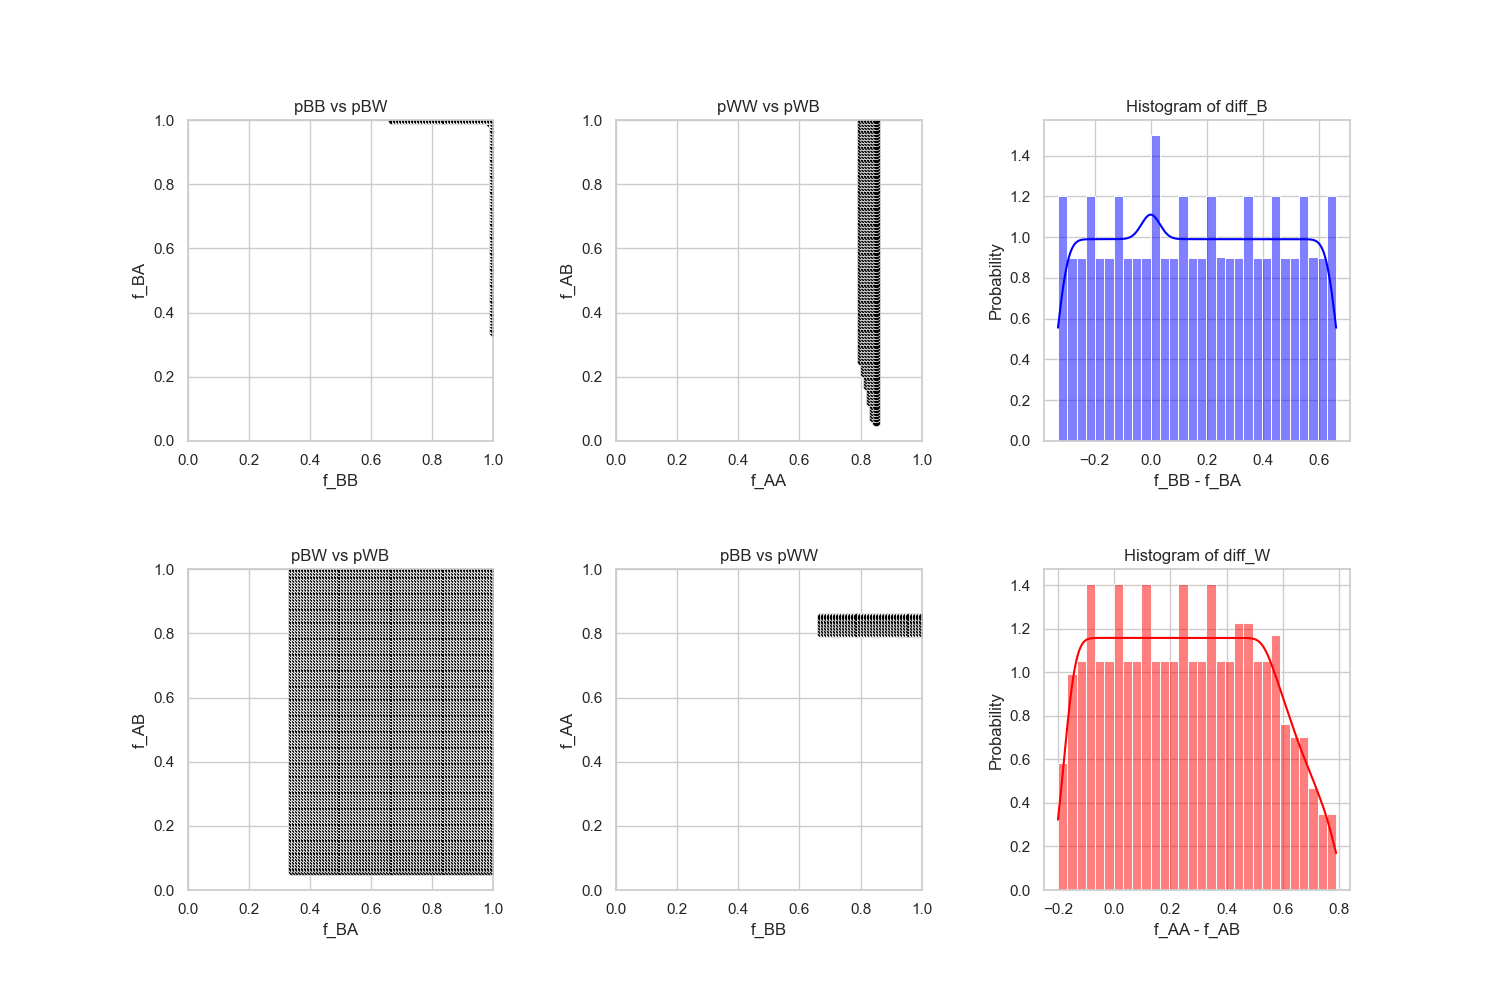 pBB vs pBW
1.0
0.8
0.6
0.4
0.2
0.0
f_BA
0.0 0.2 0.4 0.6 0.8 1.0
f_BB
pWW vs pWB
1.0
0.8
0.6
0.4
0.2
0.0
f_AB
0.0 0.2 0.4 0.6 0.8 1.0
f_AA
Histogram of diff_B
1.4
1.2
1.0
0.8
0.6
0.4
0.2
0.0
Probability
−0.2 0.0 0.2 0.4 0.6
f_BB - f_BA
pBW vs pWB
1.0
0.8
0.6
0.4
0.2
0.0
f_AB
0.0 0.2 0.4 0.6 0.8 1.0
f_BA
pBB vs pWW
1.0
0.8
0.6
0.4
0.2
0.0
f_AA
0.0 0.2 0.4 0.6 0.8 1.0
f_BB
Histogram of diff_W
1.4
1.2
1.0
0.8
0.6
0.4
0.2
0.0
Probability
−0.2 0.0 0.2 0.4 0.6 0.8
f_AA - f_AB